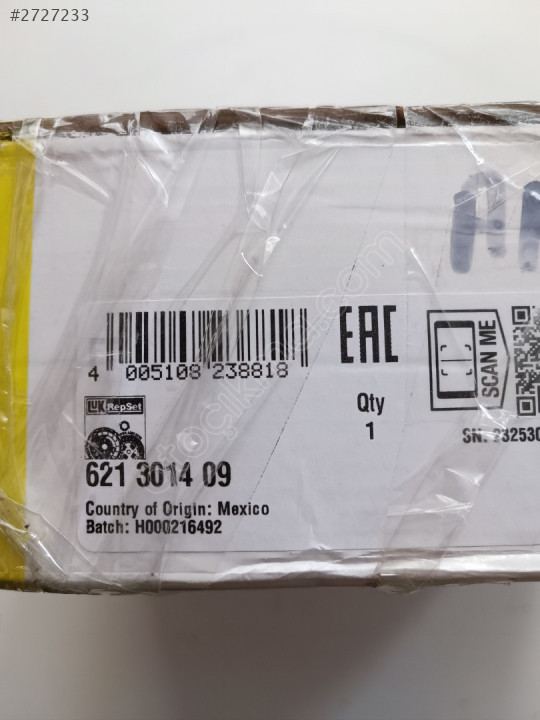 #2727233
EAC
SCAN ME
4 005108 238818
LuK RepSet
Qty
1
621 3014 09
Country of Origin: Mexico
Batch: H000216492